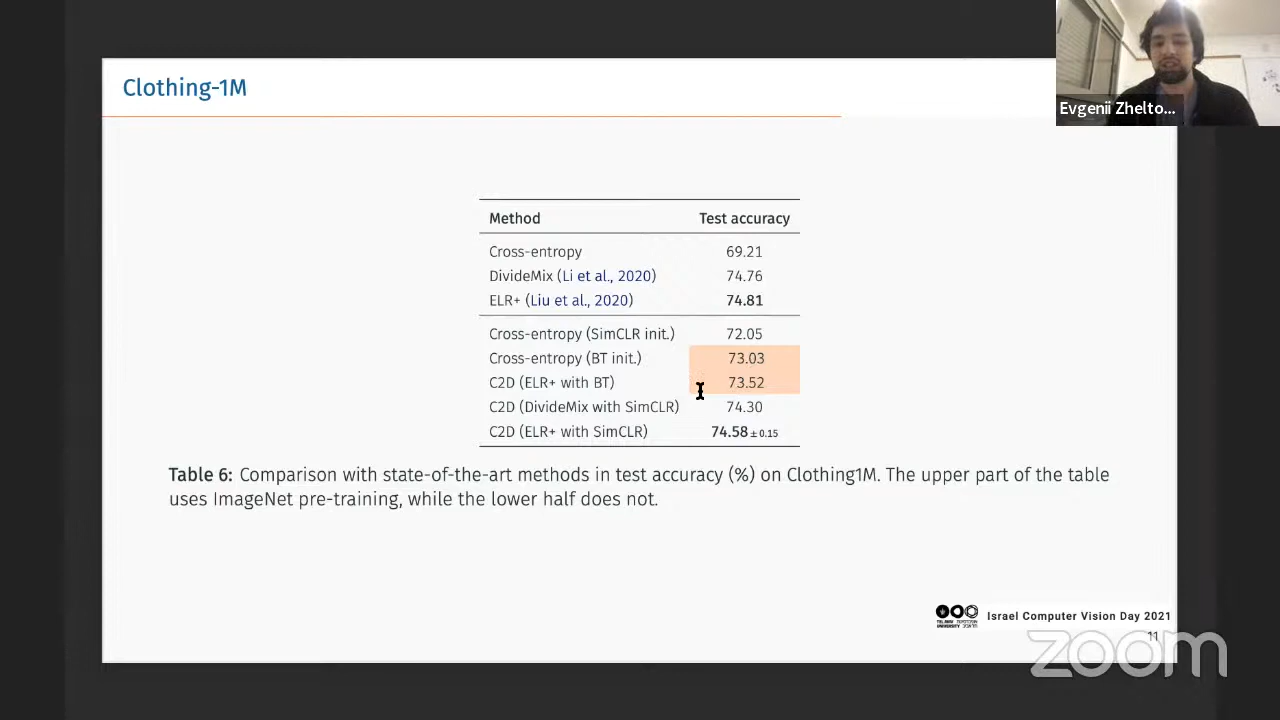 Clothing-1M
Evgenii Zhelto...
Method Test accuracy
Cross-entropy 69.21
DivideMix (Li et al., 2020) 74.76
ELR+ (Liu et al., 2020) 74.81
Cross-entropy (SimCLR init.) 72.05
Cross-entropy (BT init.) 73.03
C2D (ELR+ with BT) 73.52
C2D (DivideMix with SimCLR) 74.30
C2D (ELR+ with SimCLR) 74.58 ± 0.15
Table 6: Comparison with state-of-the-art methods in test accuracy (%) on Clothing1M. The upper part of the table
uses ImageNet pre-training, while the lower half does not.
Israel Computer Vision Day 2021
11
zoom